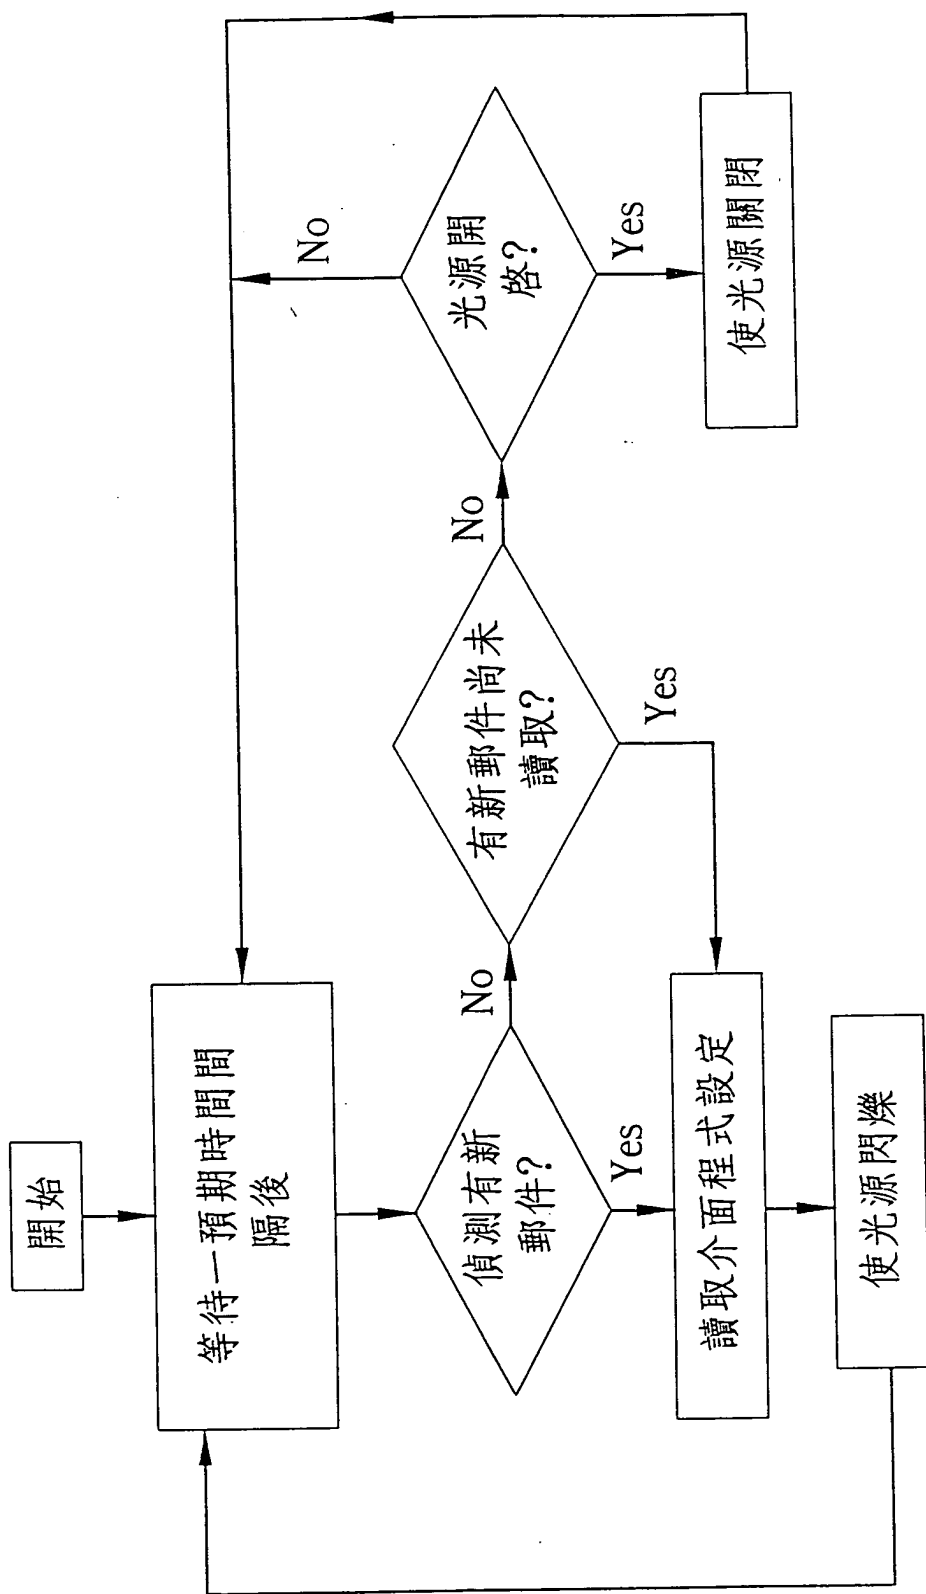 開始
等待一預期時間間
隔後
偵測有新
郵件?
No
有新郵件尚未
讀取?
No
光源開
啟?
No
Yes
Yes
Yes
讀取介面程式設定
使光源關閉
使光源閃爍